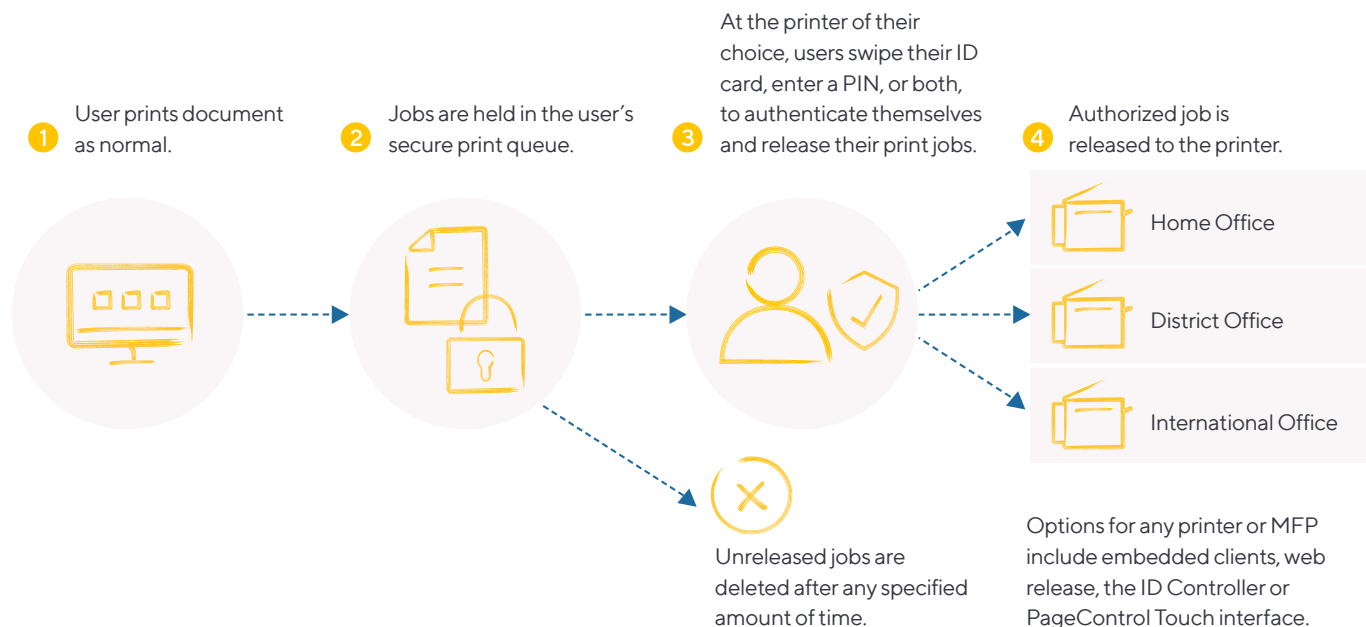 1
User prints document
as normal.
2
Jobs are held in the user’s
secure print queue.
3
At the printer of their
choice, users swipe their ID
card, enter a PIN, or both,
to authenticate themselves
and release their print jobs.
4
Authorized job is
released to the printer.
Home Office
District Office
International Office
Unreleased jobs are
deleted after any specified
amount of time.
Options for any printer or MFP
include embedded clients, web
release, the ID Controller or
PageControl Touch interface.